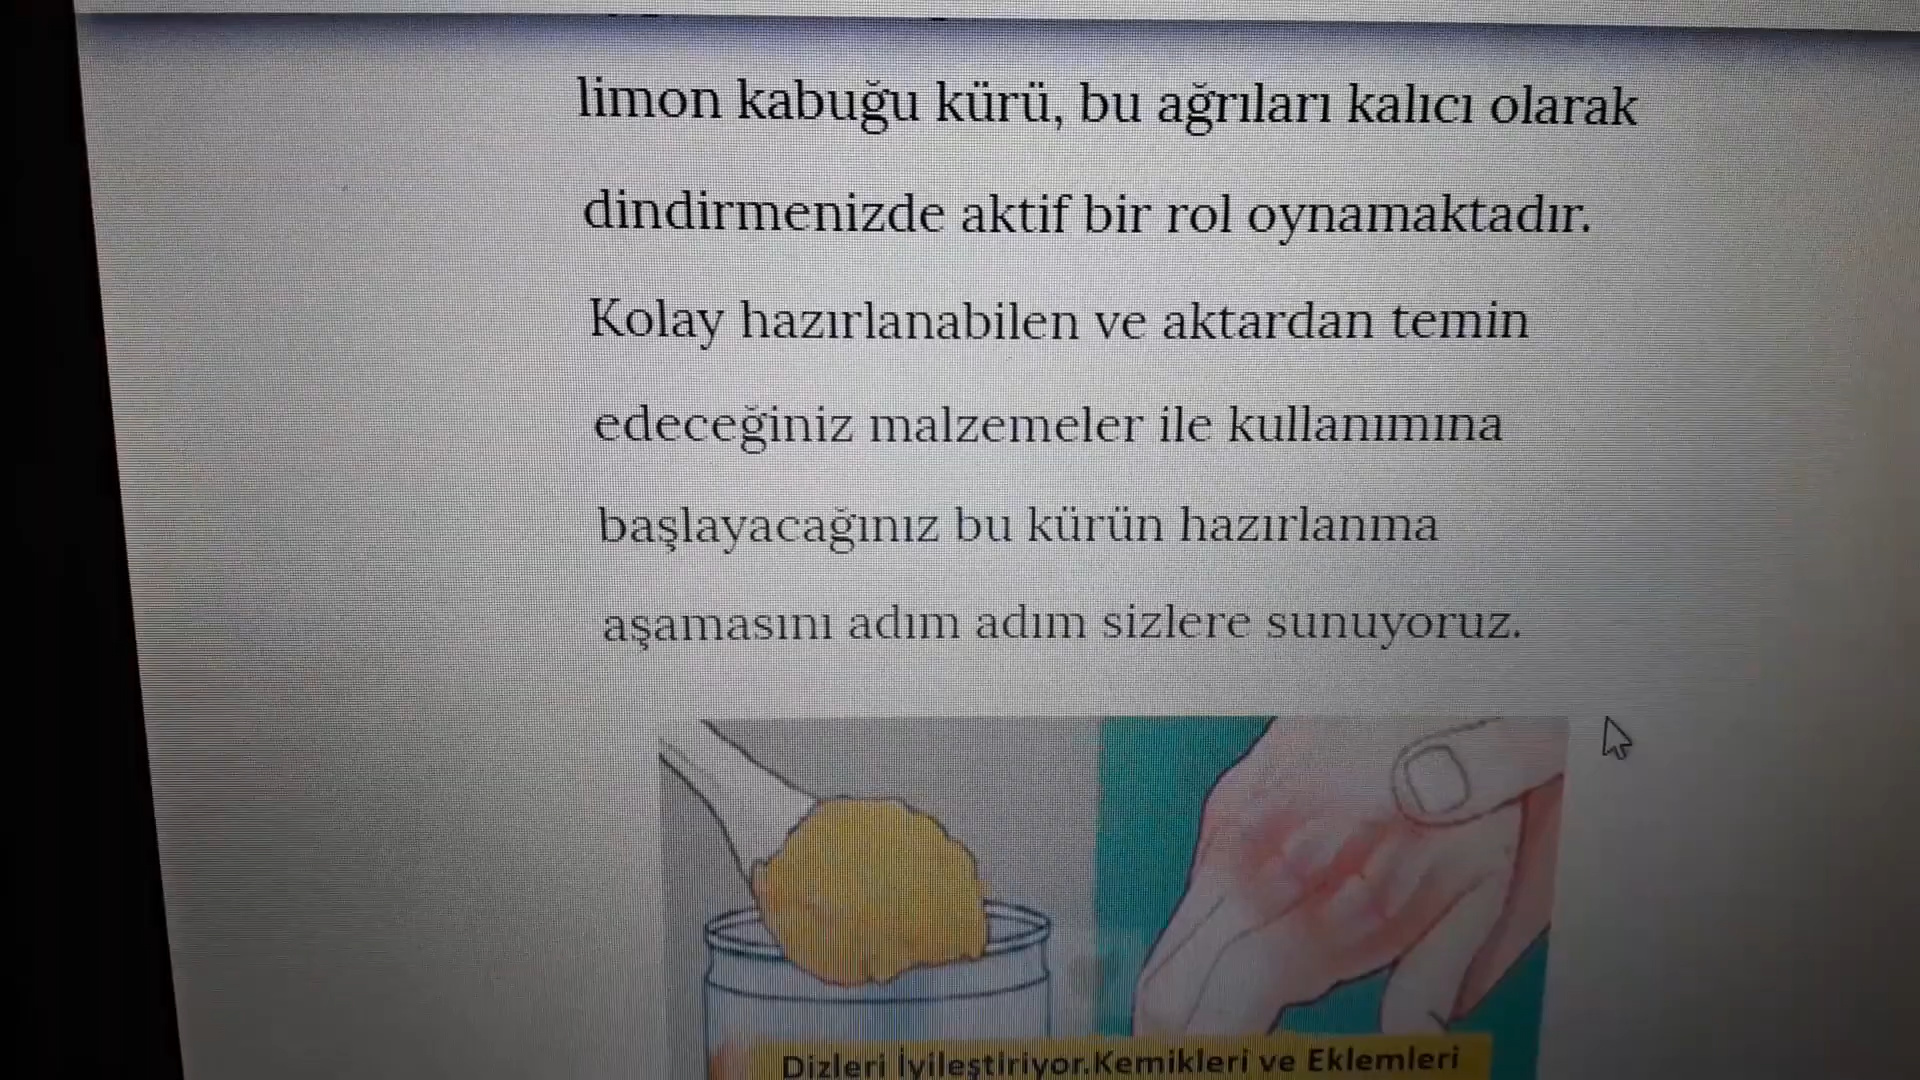 limon kabuğu kürü, bu ağrıları kalıcı olarak
dindirmenizde aktif bir rol oynamaktadır.
Kolay hazırlanabilen ve aktardan temin
edeceğiniz malzemeler ile kullanımına
başlayacağınız bu kürün hazırlanma
aşamasını adım adım sizlere sunuyoruz.
Dizleri İyileştiriyor.Kemikleri ve Eklemleri